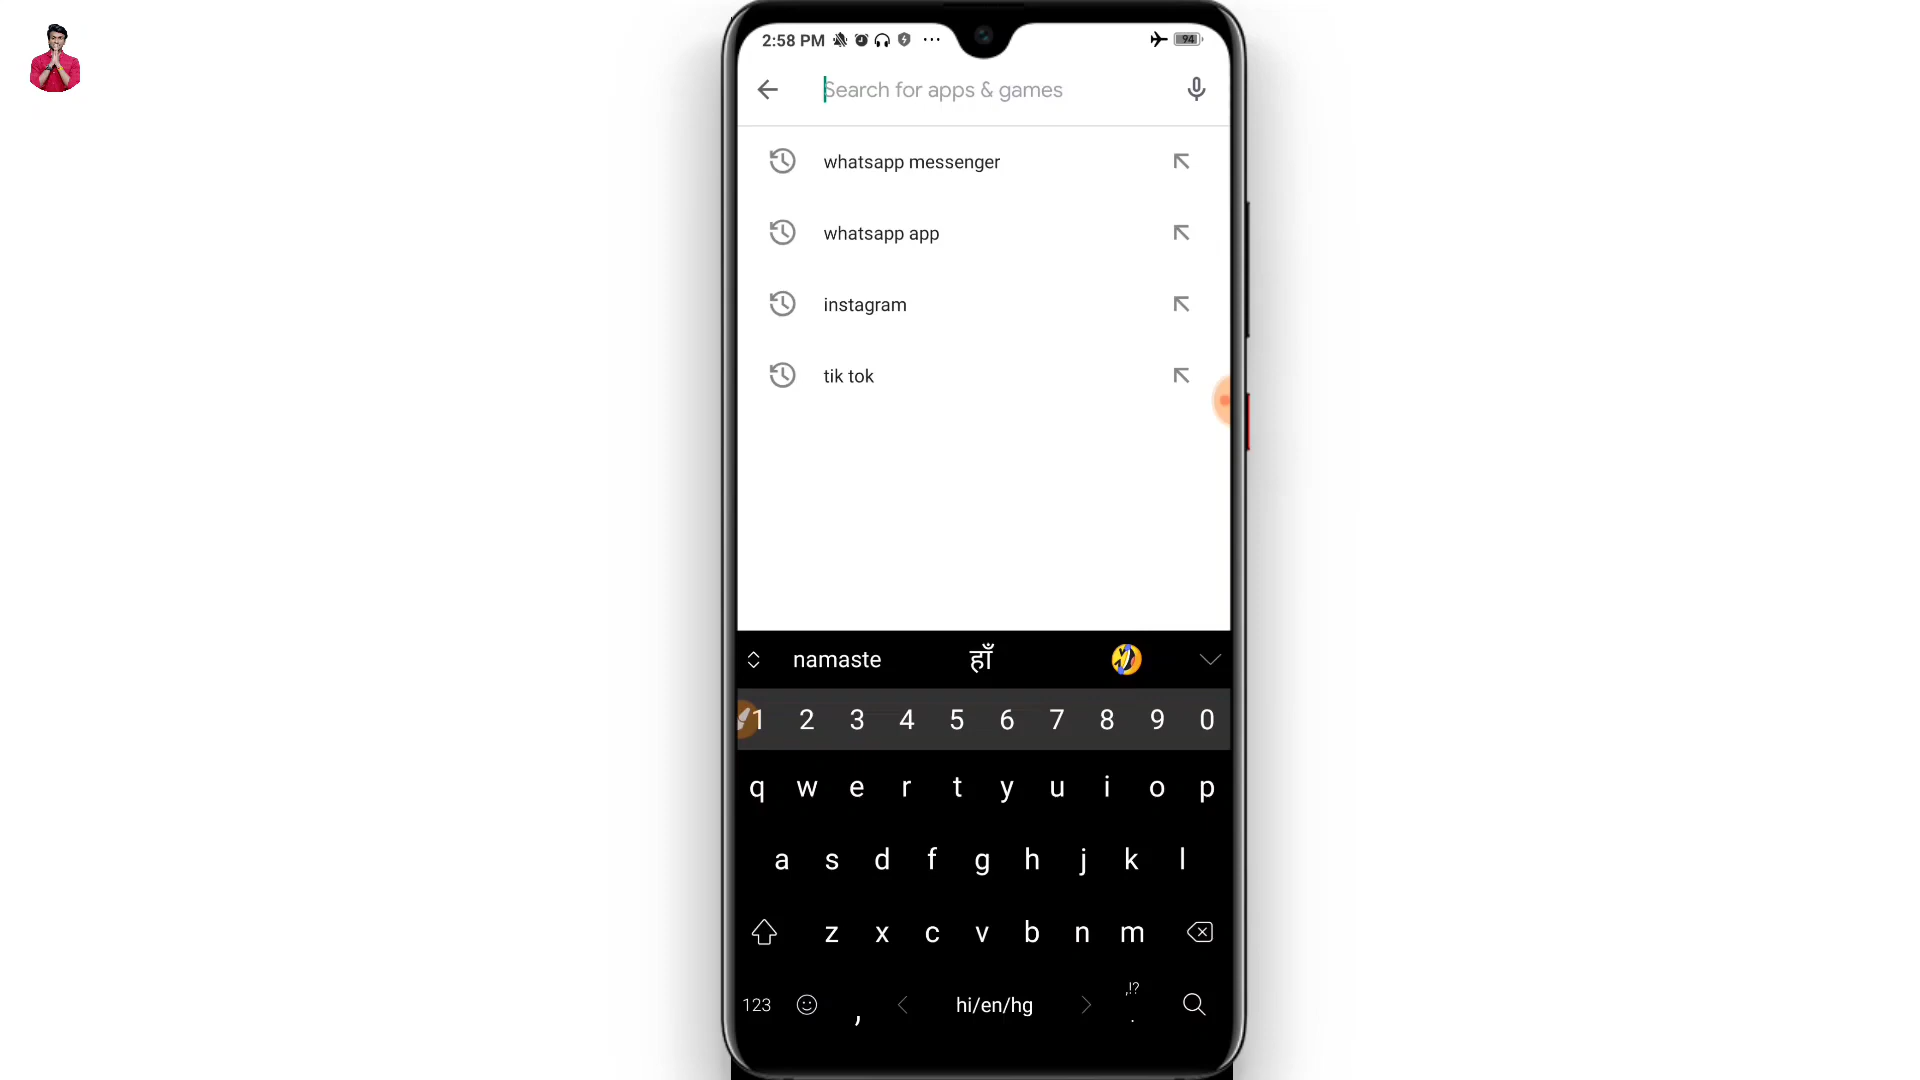 2:58 PM 94
Search for apps & games
whatsapp messenger
whatsapp app
instagram
tik tok
namaste हाँ
1 2 3 4 5 6 7 8 9 0
q w e r t y u i o p
a s d f g h j k l
z x c v b n m
,!?
123 , hi/en/hg .